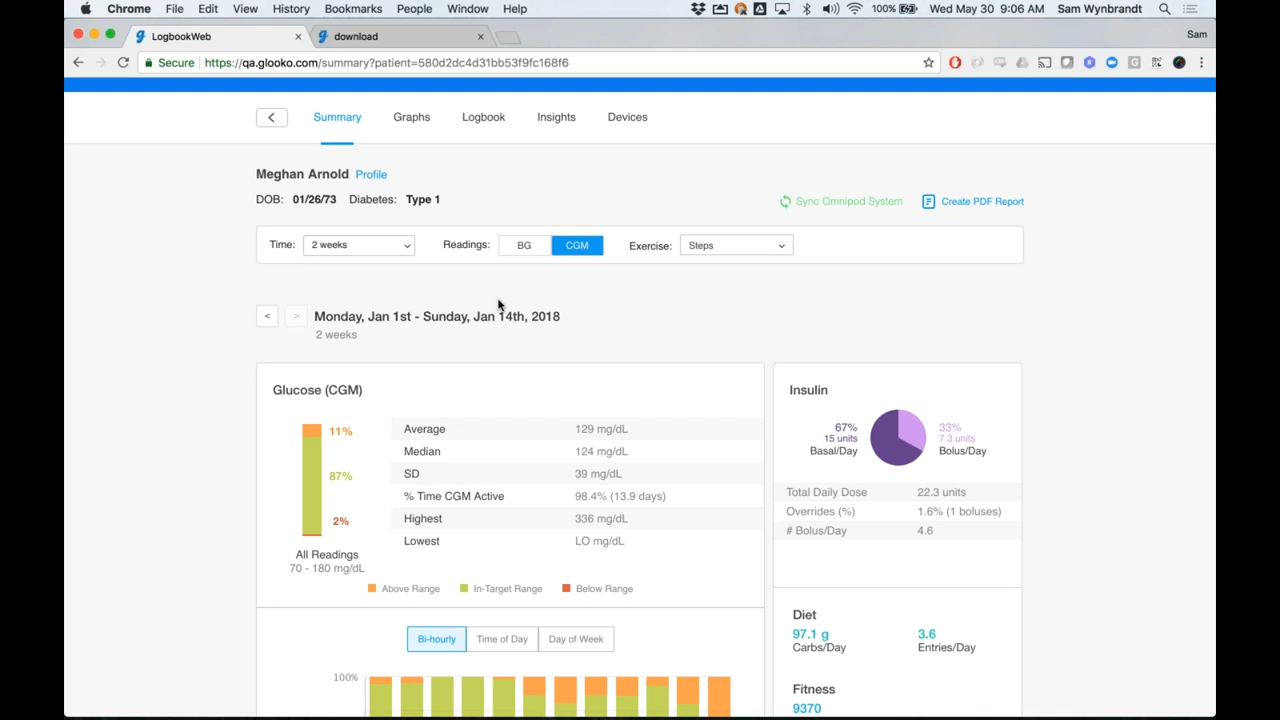 Chrome File Edit View History Bookmarks People Window Help 100% Wed May 30 9:06 AM Sam Wynbrandt
LogbookWeb × download × Sam
Secure https://qa.glooko.com/summary?patient=580d2dc4d31bb53f9fc168f6
< Summary Graphs Logbook Insights Devices
Meghan Arnold Profile
DOB: 01/26/73 Diabetes: Type 1
Sync Omnipod System Create PDF Report
Time: 2 weeks Readings: BG CGM Exercise: Steps
< > Monday, Jan 1st - Sunday, Jan 14th, 2018
2 weeks
Glucose (CGM)
11%
87%
2%
All Readings
70 - 180 mg/dL
Average 129 mg/dL
Median 124 mg/dL
SD 39 mg/dL
% Time CGM Active 98.4% (13.9 days)
Highest 336 mg/dL
Lowest LO mg/dL
Above Range In-Target Range Below Range
Bi-hourly Time of Day Day of Week
100%
Insulin
67%
15 units
Basal/Day
33%
7.3 units
Bolus/Day
Total Daily Dose 22.3 units
Overrides (%) 1.6% (1 boluses)
# Bolus/Day 4.6
Diet
97.1 g 3.6
Carbs/Day Entries/Day
Fitness
9370